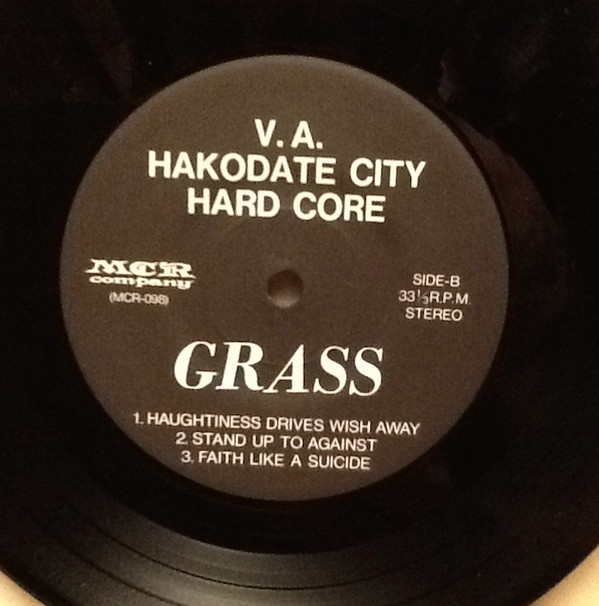 V. A.
HAKODATE CITY
HARD CORE
MCR
company
(MCR-098)
SIDE-B
33⅓R.P.M.
STEREO
GRASS
1. HAUGHTINESS DRIVES WISH AWAY
2. STAND UP TO AGAINST
3. FAITH LIKE A SUICIDE